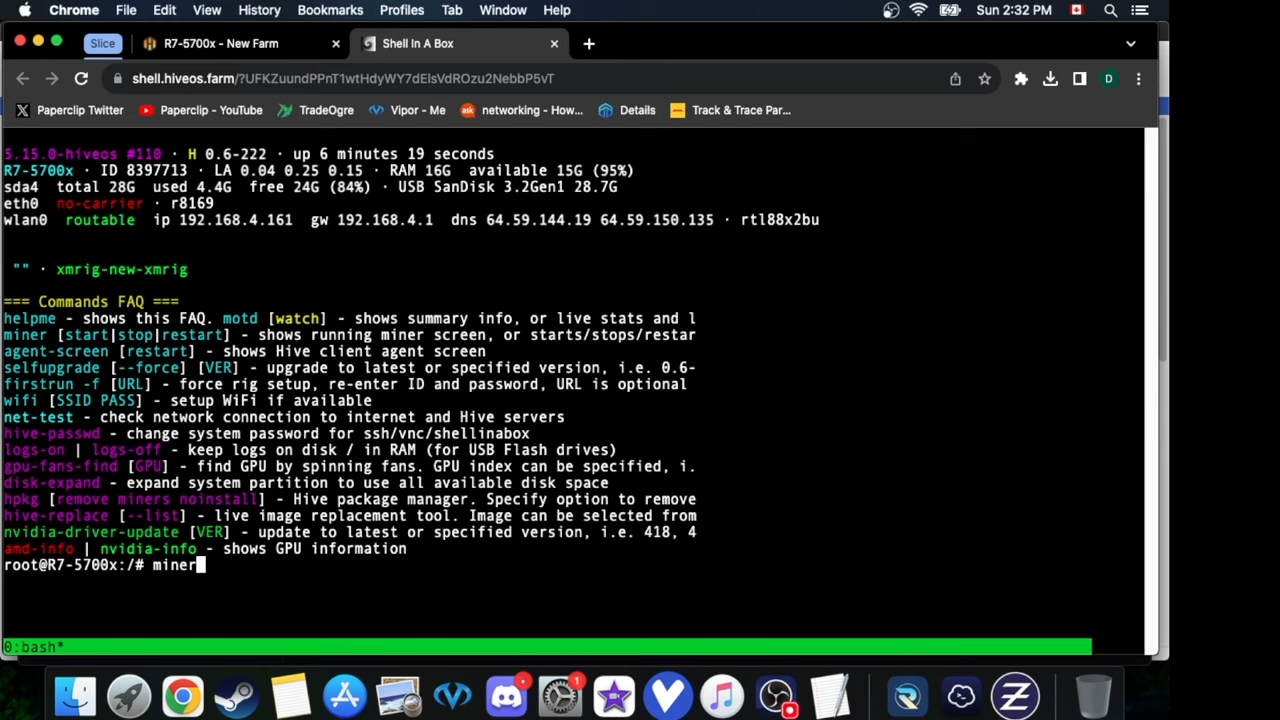 Chrome File Edit View History Bookmarks Profiles Tab Window Help Sun 2:32 PM
Slice R7-5700x - New Farm Shell In A Box
shell.hiveos.farm/?UFKZuundPPnT1wtHdyWY7dEIsVdROzu2NebbP5vT D
Paperclip Twitter Paperclip - YouTube TradeOgre Vipor - Me ask networking - How... Details Track & Trace Par...
5.15.0-hiveos #110 · H 0.6-222 · up 6 minutes 19 seconds
R7-5700x · ID 8397713 · LA 0.04 0.25 0.15 · RAM 16G available 15G (95%)
sda4 total 28G used 4.4G free 24G (84%) · USB SanDisk 3.2Gen1 28.7G
eth0 no-carrier · r8169
wlan0 routable ip 192.168.4.161 gw 192.168.4.1 dns 64.59.144.19 64.59.150.135 · rtl88x2bu
"" · xmrig-new-xmrig
=== Commands FAQ ===
helpme - shows this FAQ. motd [watch] - shows summary info, or live stats and l
miner [start|stop|restart] - shows running miner screen, or starts/stops/restar
agent-screen [restart] - shows Hive client agent screen
selfupgrade [--force] [VER] - upgrade to latest or specified version, i.e. 0.6-
firstrun -f [URL] - force rig setup, re-enter ID and password, URL is optional
wifi [SSID PASS] - setup WiFi if available
net-test - check network connection to internet and Hive servers
hive-passwd - change system password for ssh/vnc/shellinabox
logs-on | logs-off - keep logs on disk / in RAM (for USB Flash drives)
gpu-fans-find [GPU] - find GPU by spinning fans. GPU index can be specified, i.
disk-expand - expand system partition to use all available disk space
hpkg [remove miners noinstall] - Hive package manager. Specify option to remove
hive-replace [--list] - live image replacement tool. Image can be selected from
nvidia-driver-update [VER] - update to latest or specified version, i.e. 418, 4
amd-info | nvidia-info - shows GPU information
root@R7-5700x:/# miner
0:bash*
1